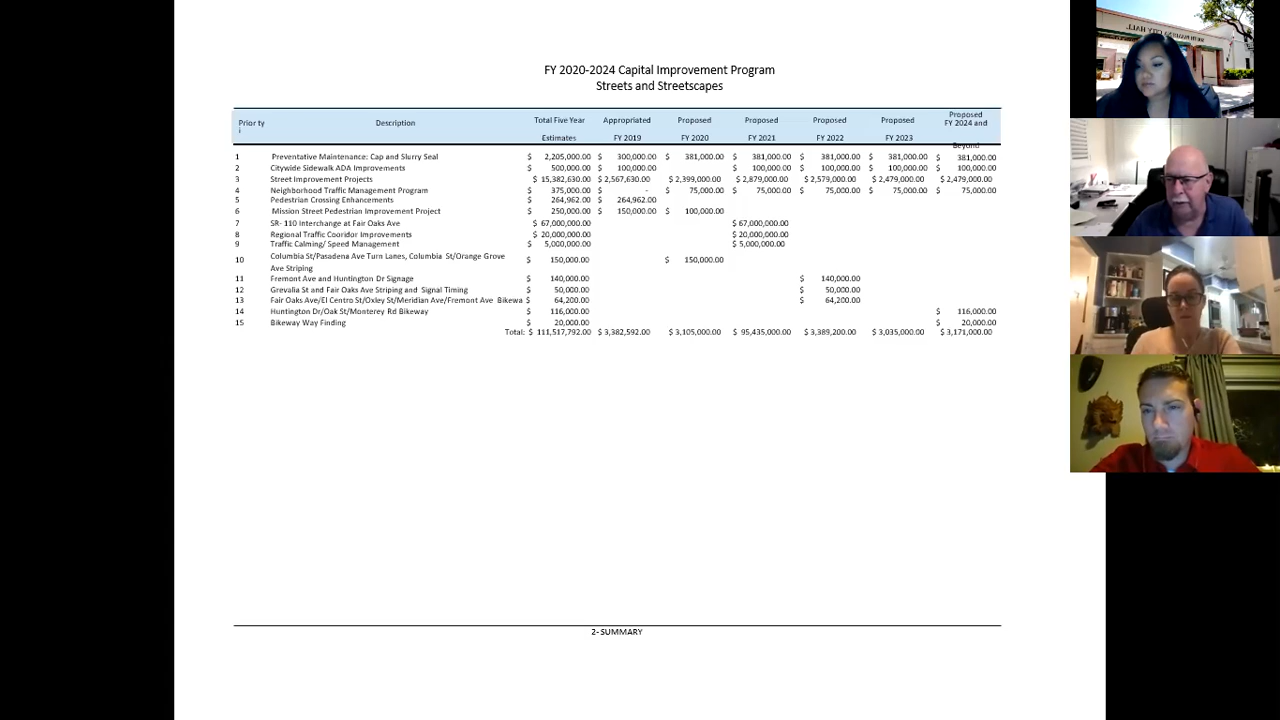 FY 2020-2024 Capital Improvement Program
Streets and Streetscapes
Prior ty i Description Total Five Year Estimates Appropriated FY 2019 Proposed FY 2020 Proposed FY 2021 Proposed FY 2022 Proposed FY 2023 Proposed FY 2024 and Beyond
1 Preventative Maintenance: Cap and Slurry Seal $ 2,205,000.00 $ 300,000.00 $ 381,000.00 $ 381,000.00 $ 381,000.00 $ 381,000.00 $ 381,000.00
2 Citywide Sidewalk ADA Improvements $ 500,000.00 $ 100,000.00 $ 100,000.00 $ 100,000.00 $ 100,000.00 $ 100,000.00
3 Street Improvement Projects $ 15,382,630.00 $ 2,567,630.00 $ 2,399,000.00 $ 2,879,000.00 $ 2,579,000.00 $ 2,479,000.00 $ 2,479,000.00
4 Neighborhood Traffic Management Program $ 375,000.00 $ - $ 75,000.00 $ 75,000.00 $ 75,000.00 $ 75,000.00 $ 75,000.00
5 Pedestrian Crossing Enhancements $ 264,962.00 $ 264,962.00
6 Mission Street Pedestrian Improvement Project $ 250,000.00 $ 150,000.00 $ 100,000.00
7 SR- 110 Interchange at Fair Oaks Ave $ 67,000,000.00 $ 67,000,000.00
8 Regional Traffic Cooridor Improvements $ 20,000,000.00 $ 20,000,000.00
9 Traffic Calming/ Speed Management $ 5,000,000.00 $ 5,000,000.00
10 Columbia St/Pasadena Ave Turn Lanes, Columbia St/Orange Grove $ 150,000.00 $ 150,000.00
Ave Striping
11 Fremont Ave and Huntington Dr Signage $ 140,000.00 $ 140,000.00
12 Grevalia St and Fair Oaks Ave Striping and Signal Timing $ 50,000.00 $ 50,000.00
13 Fair Oaks Ave/El Centro St/Oxley St/Meridian Ave/Fremont Ave Bikewa $ 64,200.00 $ 64,200.00
14 Huntington Dr/Oak St/Monterey Rd Bikeway $ 116,000.00 $ 116,000.00
15 Bikeway Way Finding $ 20,000.00 $ 20,000.00
Total: $ 111,517,792.00 $ 3,382,592.00 $ 3,105,000.00 $ 95,435,000.00 $ 3,389,200.00 $ 3,035,000.00 $ 3,171,000.00
2- SUMMARY